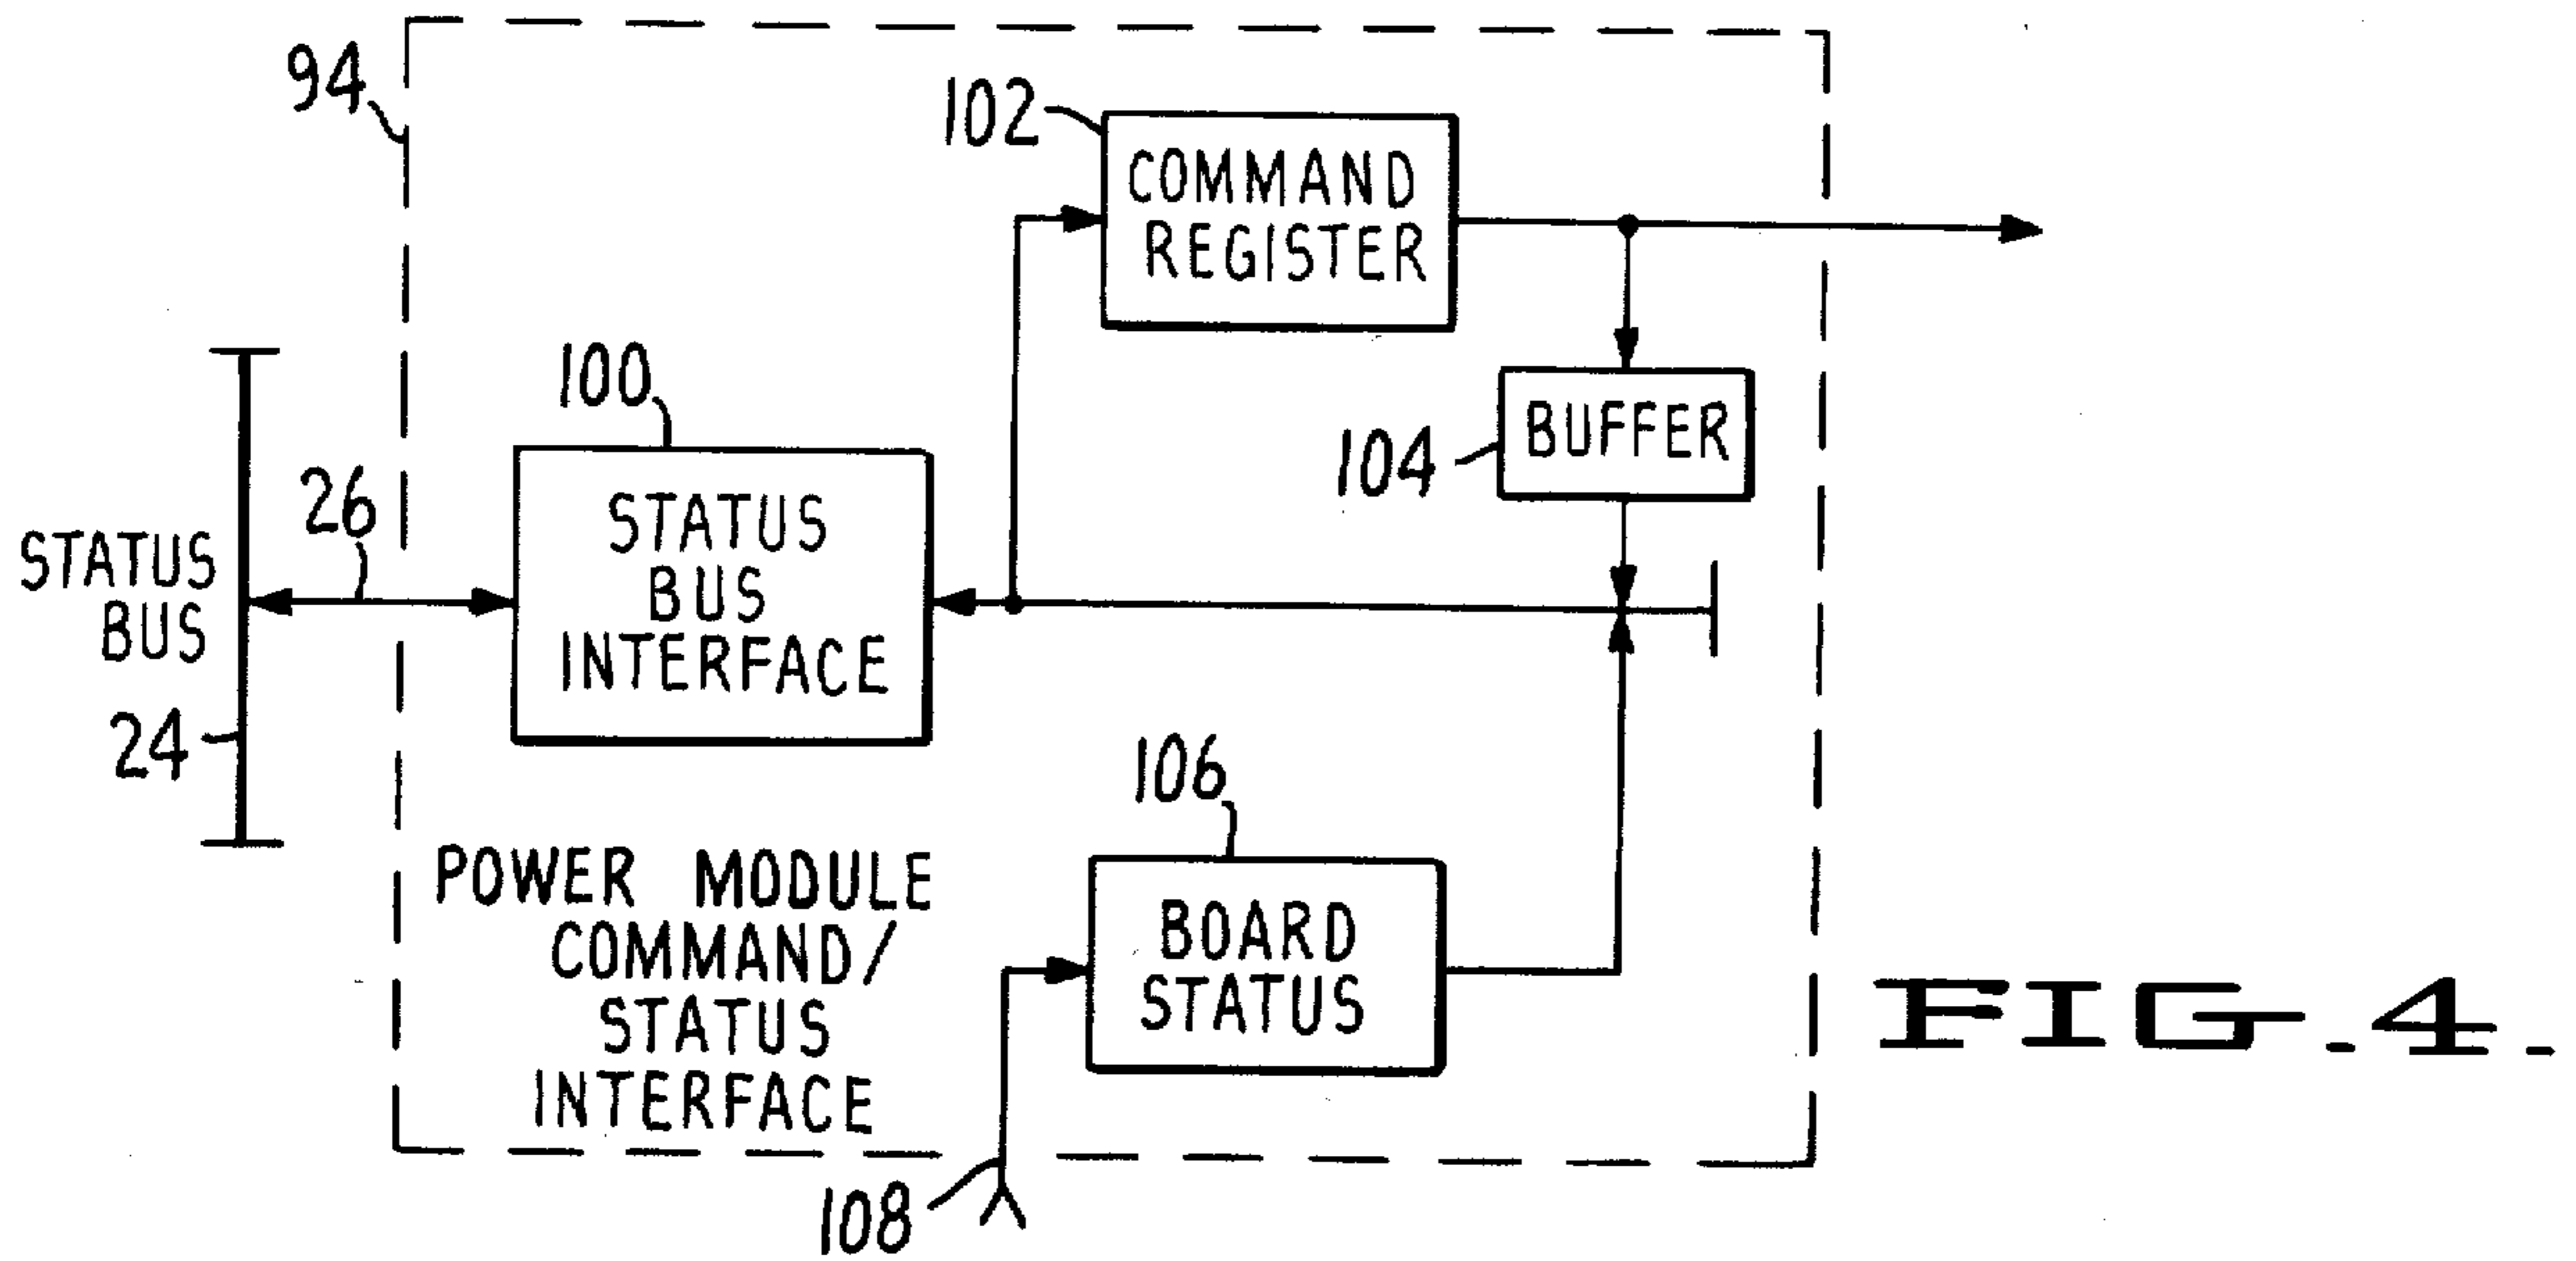 94
102
COMMAND
REGISTER
100
104
BUFFER
26
STATUS
BUS
24
STATUS
BUS
INTERFACE
106
BOARD
STATUS
POWER MODULE
COMMAND/
STATUS
INTERFACE
108
FIG.4.